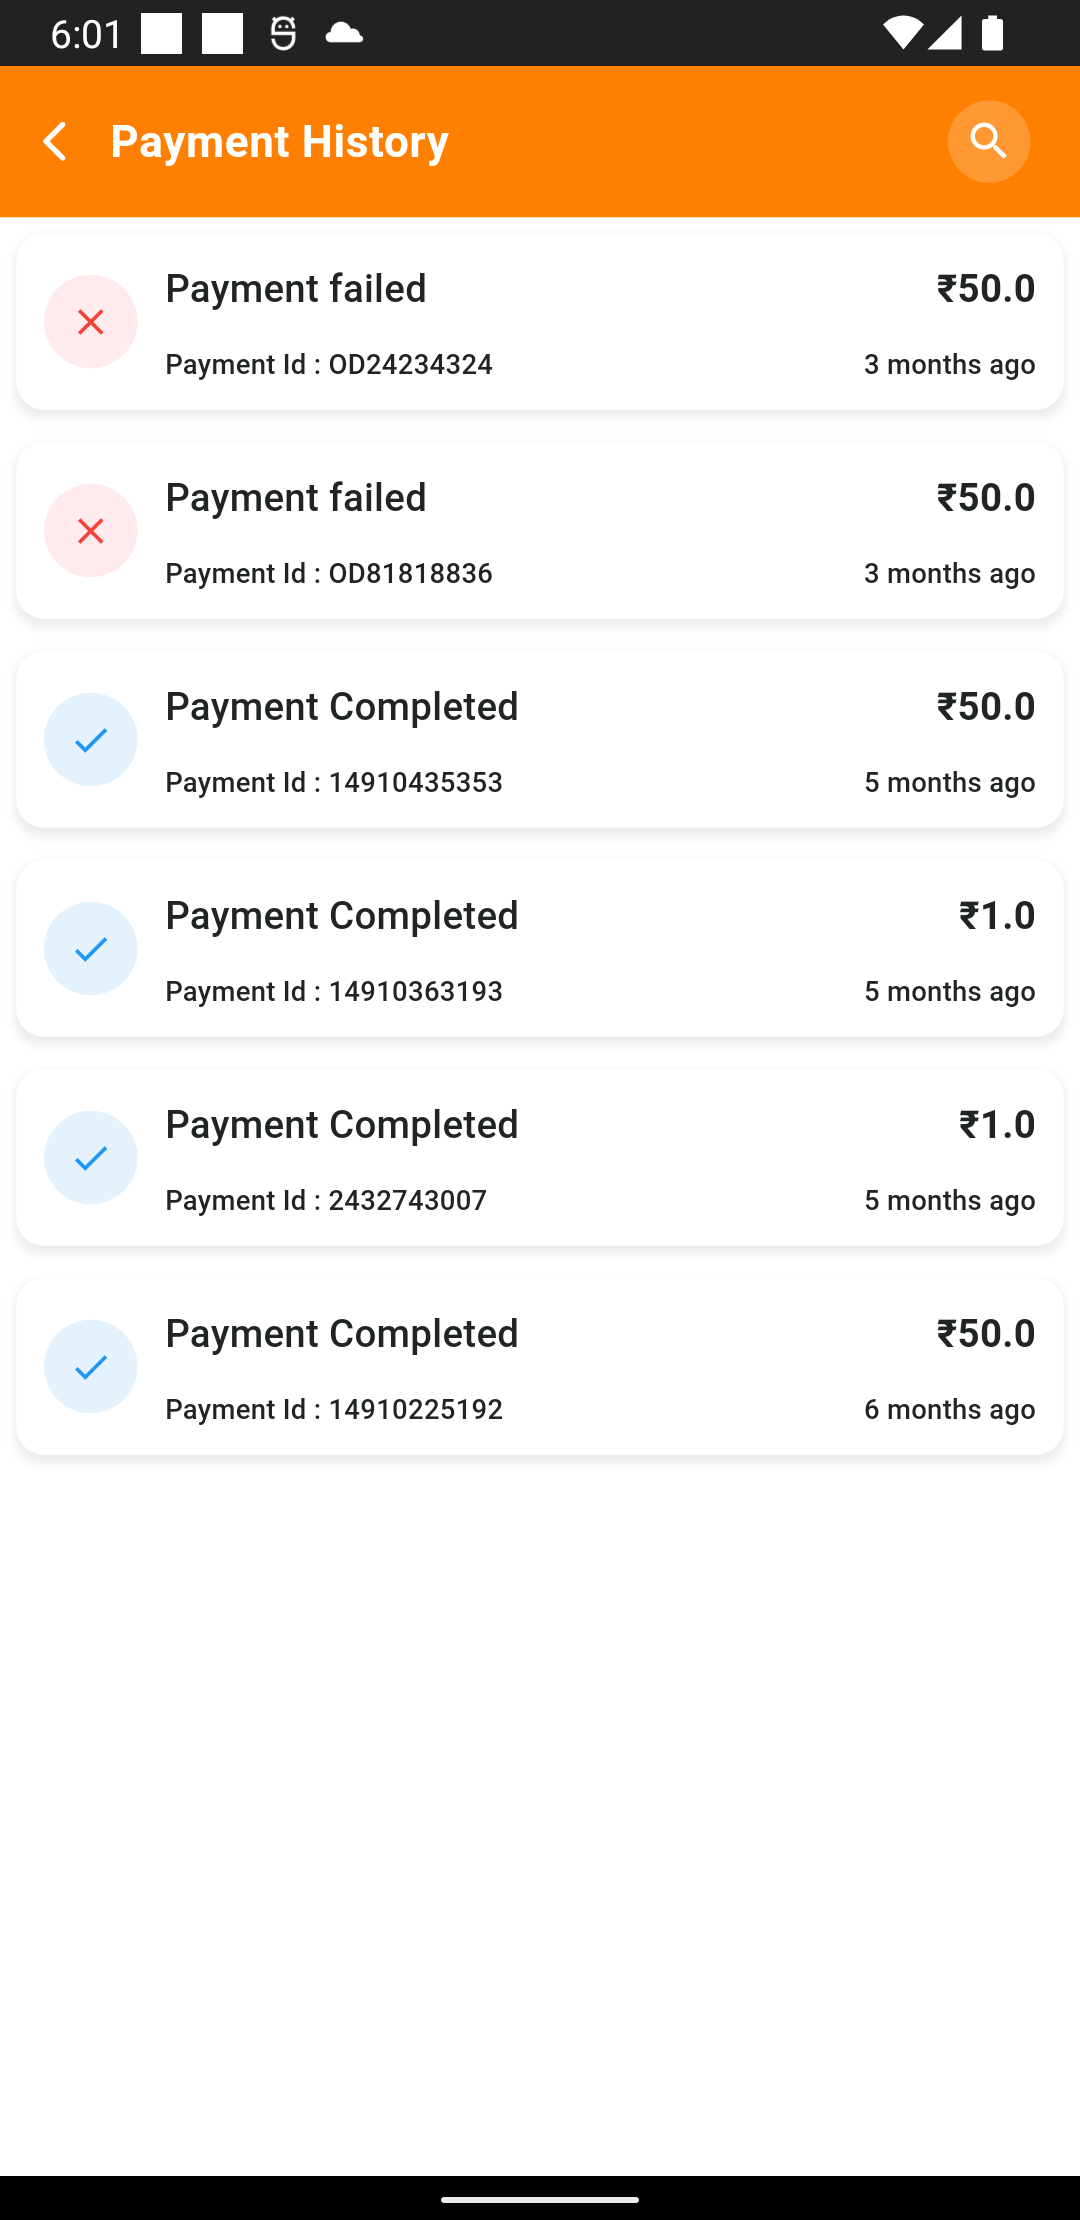 6:01
Payment History
Payment failed ₹50.0
Payment Id : OD24234324 3 months ago
Payment failed ₹50.0
Payment Id : OD81818836 3 months ago
Payment Completed ₹50.0
Payment Id : 14910435353 5 months ago
Payment Completed ₹1.0
Payment Id : 14910363193 5 months ago
Payment Completed ₹1.0
Payment Id : 2432743007 5 months ago
Payment Completed ₹50.0
Payment Id : 14910225192 6 months ago